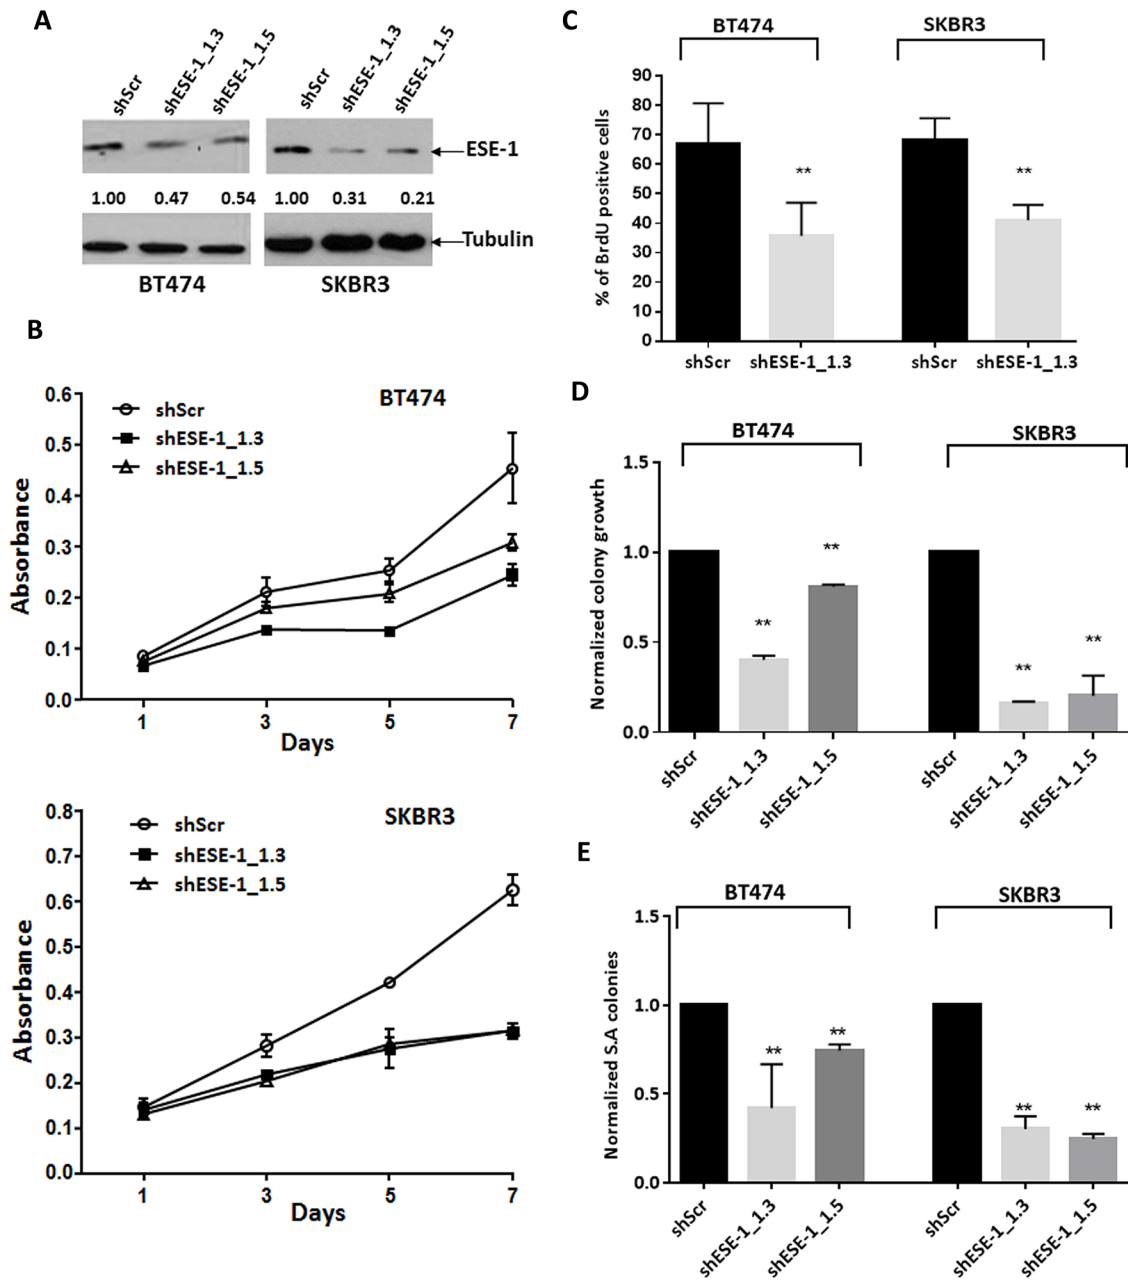 A
shScr
shESE-1_1.3
shESE-1_1.5
shScr
shESE-1_1.3
shESE-1_1.5
ESE-1
1.00 0.47 0.54 1.00 0.31 0.21
Tubulin
BT474 SKBR3
B
BT474
shScr
shESE-1_1.3
shESE-1_1.5
Absorbance
0.6
0.5
0.4
0.3
0.2
0.1
0.0
1 3 5 7
Days
SKBR3
shScr
shESE-1_1.3
shESE-1_1.5
Absorbance
0.8
0.7
0.6
0.5
0.4
0.3
0.2
0.1
0.0
1 3 5 7
Days
C
BT474 SKBR3
% of BrdU positive cells
90
80
70
60
50
40
30
20
10
0
** **
shScr shESE-1_1.3 shScr shESE-1_1.3
D
BT474 SKBR3
Normalized colony growth
1.5
1.0
0.5
0.0
** ** ** **
shScr
shESE-1_1.3
shESE-1_1.5
shScr
shESE-1_1.3
shESE-1_1.5
E
BT474 SKBR3
Normalized S.A colonies
1.5
1.0
0.5
0.0
** ** ** **
shScr
shESE-1_1.3
shESE-1_1.5
shScr
shESE-1_1.3
shESE-1_1.5